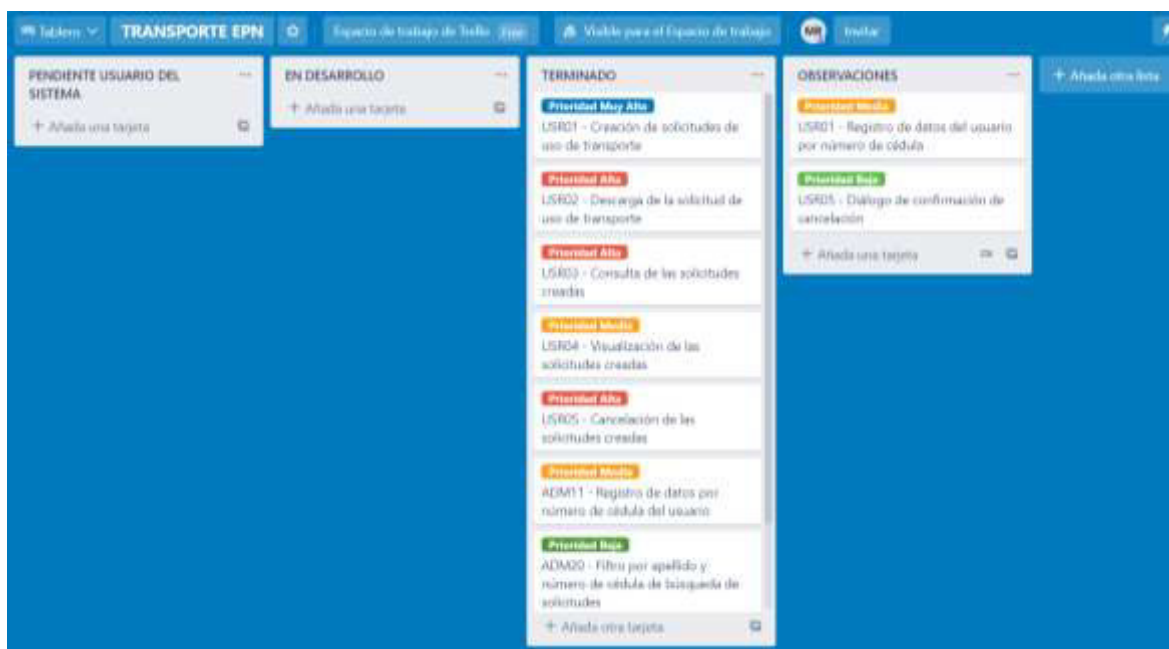 Tablero
TRANSPORTE EPN
Espacio de trabajo de Trello Free
Visible para el Espacio de trabajo
MR
Invitar
PENDIENTE USUARIO DEL
SISTEMA
+ Añada una tarjeta
EN DESARROLLO
+ Añada una tarjeta
TERMINADO
Prioridad Muy Alta
USR01 - Creación de solicitudes de
uso de transporte
Prioridad Alta
USR02 - Descarga de la solicitud de
uso de transporte
Prioridad Alta
USR03 - Consulta de las solicitudes
creadas
Prioridad Media
USR04 - Visualización de las
solicitudes creadas
Prioridad Alta
USR05 - Cancelación de las
solicitudes creadas
Prioridad Media
ADM11 - Registro de datos por
número de cédula del usuario
Prioridad Baja
ADM20 - Filtro por apellido y
número de cédula de búsqueda de
solicitudes
+ Añada otra tarjeta
OBSERVACIONES
Prioridad Media
USR01 - Registro de datos del usuario
por número de cédula
Prioridad Baja
USR05 - Diálogo de confirmación de
cancelación
+ Añada una tarjeta
+ Añada otra lista